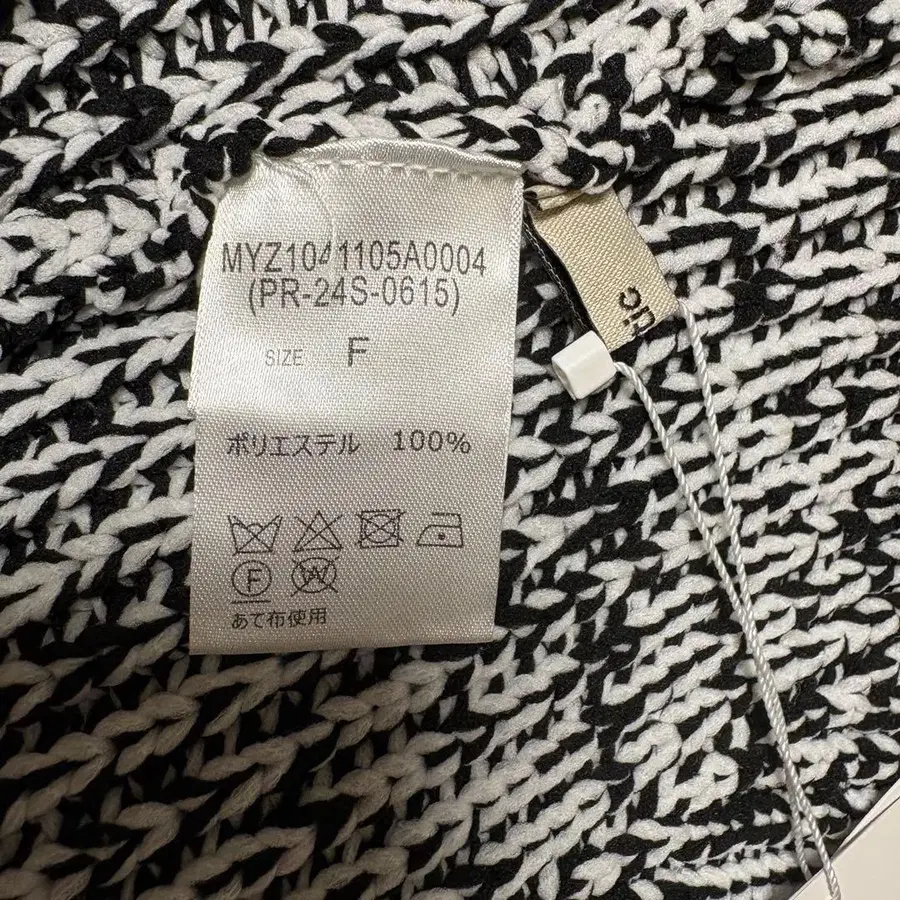 MYZ1041105A0004
(PR-24S-0615)
SIZE F
ポリエステル 100%
F W
あて布使用